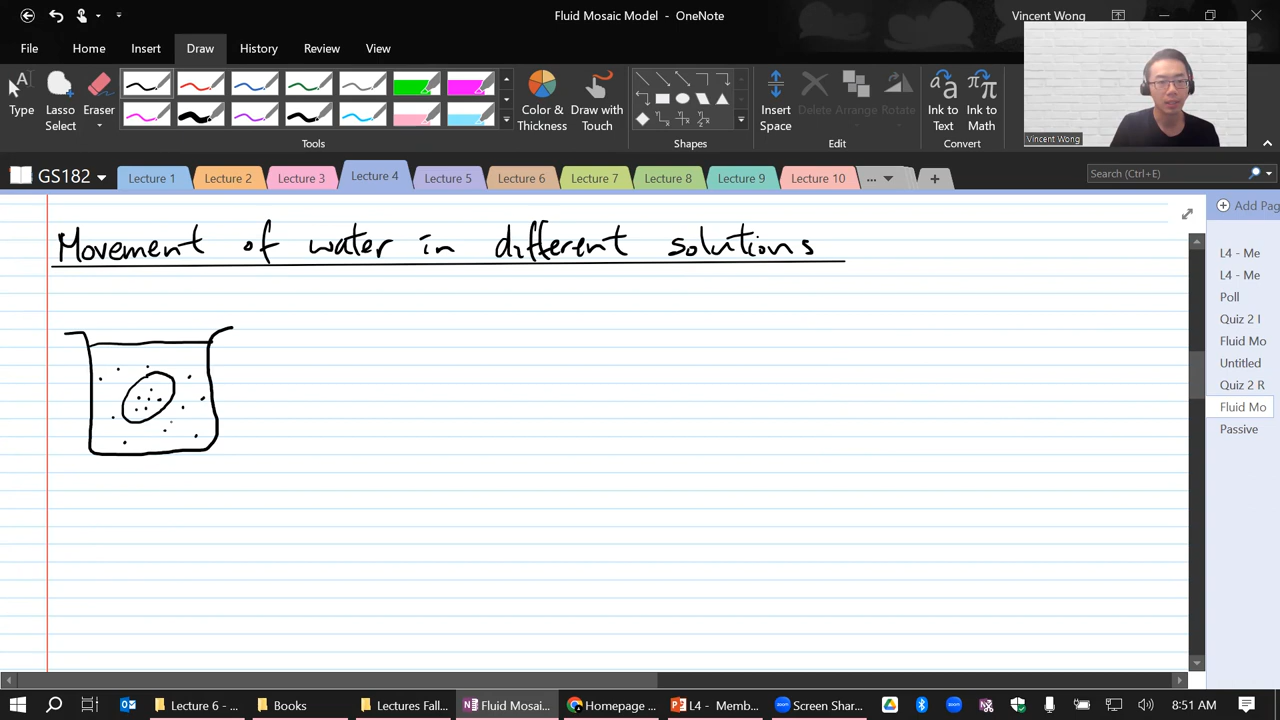 Fluid Mosaic Model - OneNote
Vincent Wong
File Home Insert Draw History Review View
Type
Lasso Select
Eraser
Color & Thickness
Draw with Touch
Insert Space
Delete Arrange Rotate
Ink to Text
Ink to Math
Tools Shapes Edit Convert
Vincent Wong
GS182 Lecture 1 Lecture 2 Lecture 3 Lecture 4 Lecture 5 Lecture 6 Lecture 7 Lecture 8 Lecture 9 Lecture 10 ...
Search (Ctrl+E)
Add Pag
Movement of water in different solutions
L4 - Me
L4 - Me
Poll
Quiz 2 I
Fluid Mo
Untitled
Quiz 2 R
Fluid Mo
Passive
Lecture 6 - ... Books Lectures Fall... Fluid Mosai... Homepage ... L4 – Memb... Screen Shar... 8:51 AM